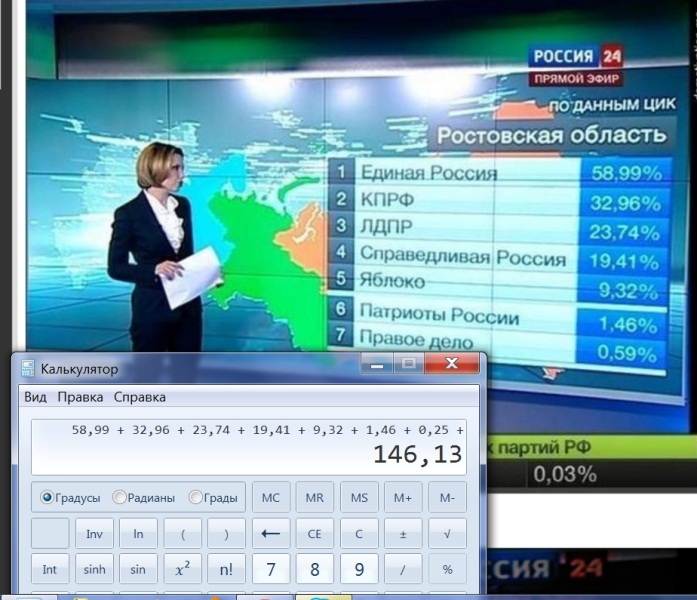 РОССИЯ 24
ПРЯМОЙ ЭФИР
ПО ДАННЫМ ЦИК
Ростовская область
1 Единая Россия 58,99%
2 КПРФ 32,96%
3 ЛДПР 23,74%
4 Справедливая Россия 19,41%
5 Яблоко 9,32%
6 Патриоты России 1,46%
7 Правое дело 0,59%
Калькулятор
Вид Правка Справка
58,99 + 32,96 + 23,74 + 19,41 + 9,32 + 1,46 + 0,25 +
146,13
партий РФ
0,03%
Градусы Радианы Грады MC MR MS M+ M-
Inv ln ( ) ← CE C ± √
Int sinh sin x² n! 7 8 9 / %
СИЯ 24